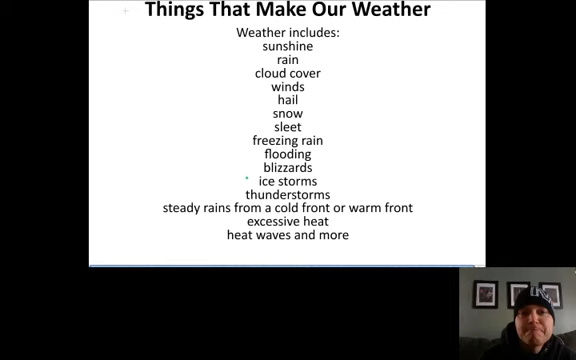 Things That Make Our Weather
Weather includes:
sunshine
rain
cloud cover
winds
hail
snow
sleet
freezing rain
flooding
blizzards
ice storms
thunderstorms
steady rains from a cold front or warm front
excessive heat
heat waves and more